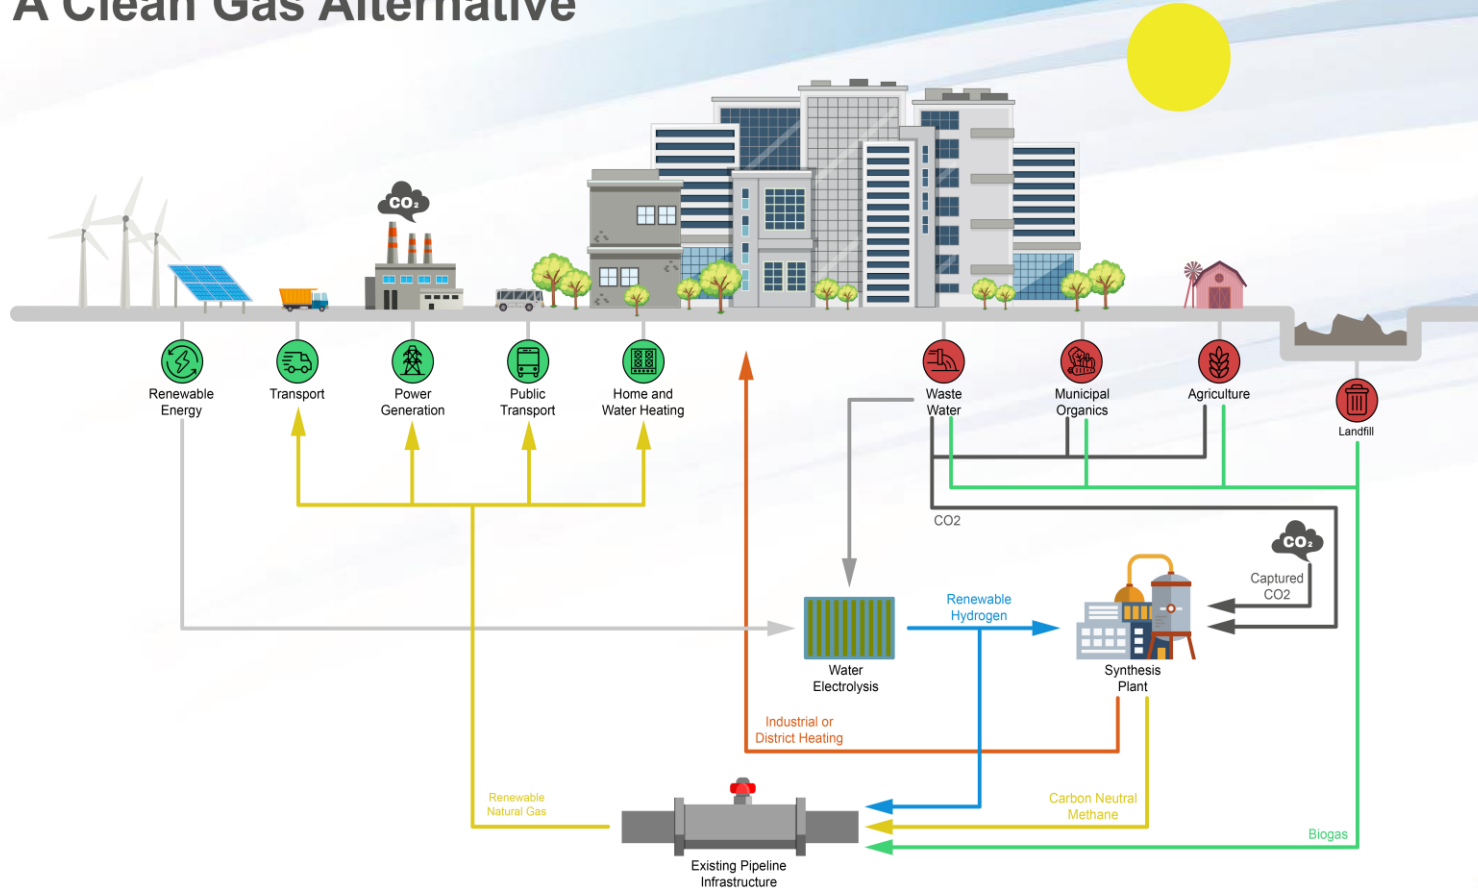 A Clean Gas Alternative
CO₂
Renewable
Energy
Transport
Power
Generation
Public
Transport
Home and
Water Heating
Waste
Water
Municipal
Organics
Agriculture
Landfill
CO2
CO₂
Captured
CO2
Renewable
Hydrogen
Water
Electrolysis
Synthesis
Plant
Industrial or
District Heating
Renewable
Natural Gas
Carbon Neutral
Methane
Biogas
Existing Pipeline
Infrastructure